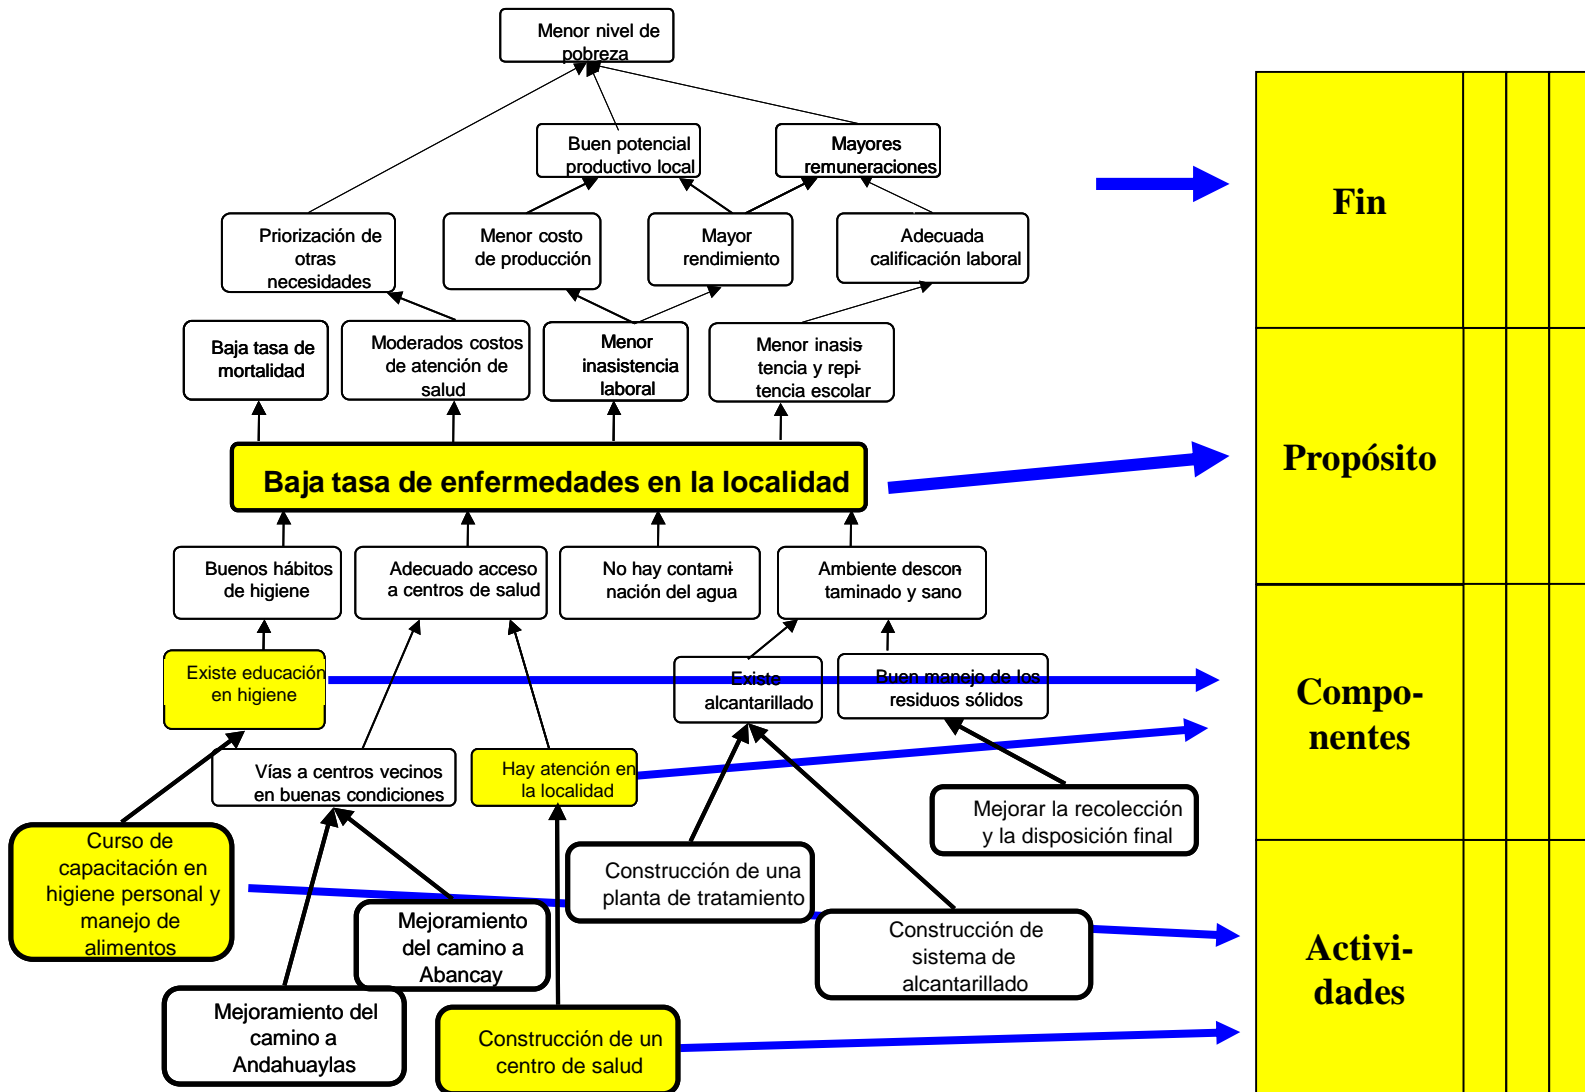 Menor nivel de
pobreza
Buen potencial
productivo local
Mayores
remuneraciones
Priorización de
otras
necesidades
Menor costo
de producción
Mayor
rendimiento
Adecuada
calificación laboral
Baja tasa de
mortalidad
Moderados costos
de atención de
salud
Menor
inasistencia
laboral
Menor inasis-
tencia y repi-
tencia escolar
Baja tasa de enfermedades en la localidad
Buenos hábitos
de higiene
Adecuado acceso
a centros de salud
No hay contami-
nación del agua
Ambiente descon-
taminado y sano
Existe educación
en higiene
Existe
alcantarillado
Buen manejo de los
residuos sólidos
Vías a centros vecinos
en buenas condiciones
Hay atención en
la localidad
Mejorar la recolección
y la disposición final
Curso de
capacitación en
higiene personal y
manejo de
alimentos
Construcción de una
planta de tratamiento
Mejoramiento
del camino a
Abancay
Construcción de
sistema de
alcantarillado
Mejoramiento del
camino a
Andahuaylas
Construcción de un
centro de salud
Fin
Propósito
Compo-
nentes
Activi-
dades